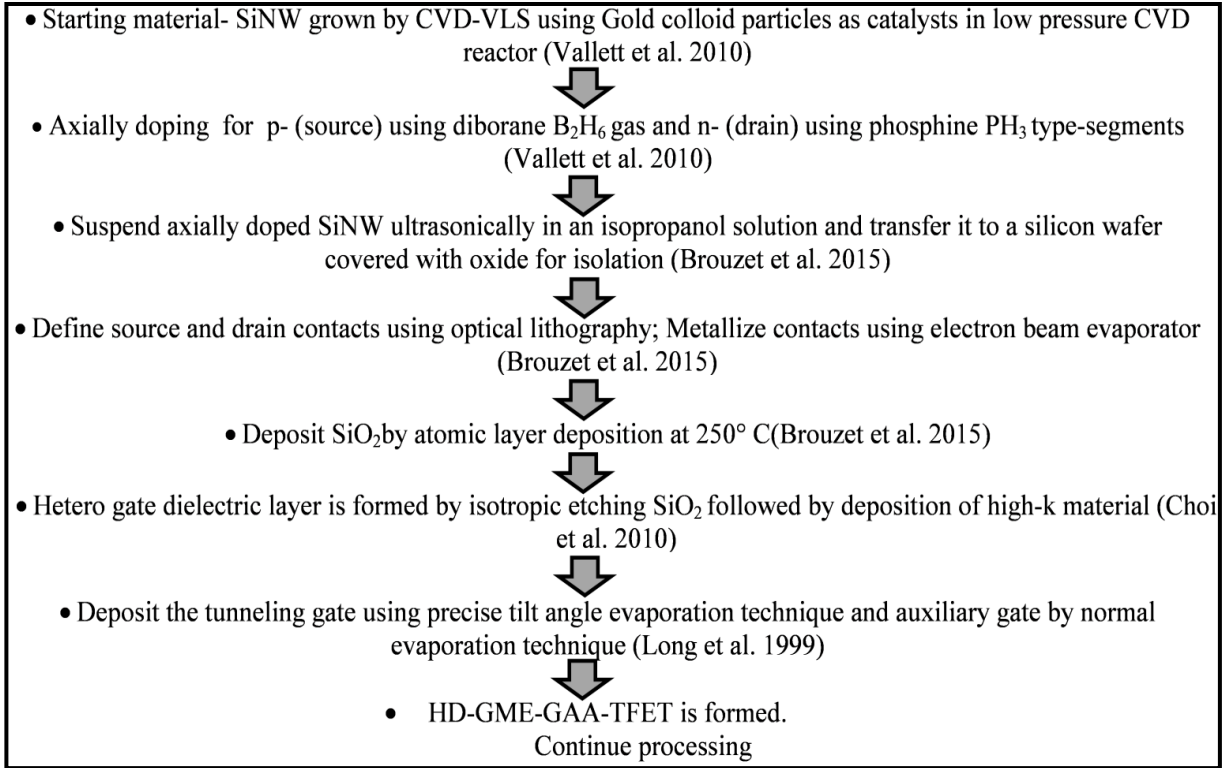 • Starting material- SiNW grown by CVD-VLS using Gold colloid particles as catalysts in low pressure CVD
reactor (Vallett et al. 2010)
• Axially doping for p- (source) using diborane B₂H₆ gas and n- (drain) using phosphine PH₃ type-segments
(Vallett et al. 2010)
• Suspend axially doped SiNW ultrasonically in an isopropanol solution and transfer it to a silicon wafer
covered with oxide for isolation (Brouzet et al. 2015)
• Define source and drain contacts using optical lithography; Metallize contacts using electron beam evaporator
(Brouzet et al. 2015)
• Deposit SiO₂by atomic layer deposition at 250° C(Brouzet et al. 2015)
• Hetero gate dielectric layer is formed by isotropic etching SiO₂ followed by deposition of high-k material (Choi
et al. 2010)
• Deposit the tunneling gate using precise tilt angle evaporation technique and auxiliary gate by normal
evaporation technique (Long et al. 1999)
• HD-GME-GAA-TFET is formed.
Continue processing